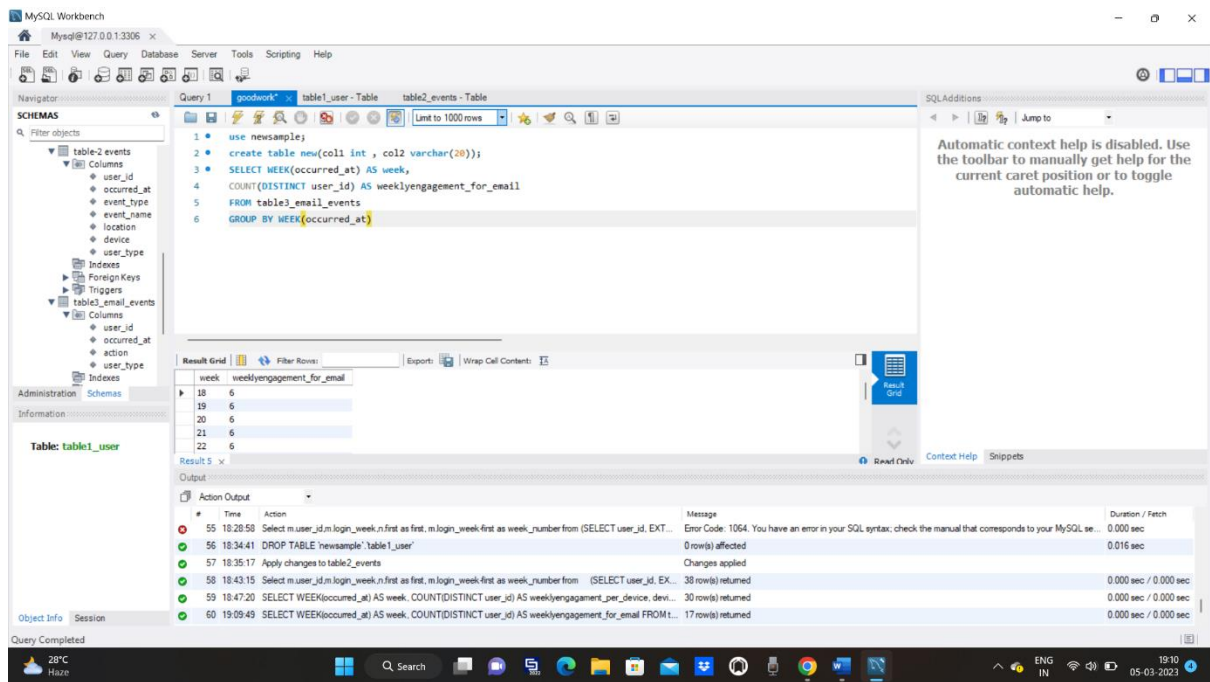 MySQL Workbench
Mysql@127.0.0.1:3306 ×
File Edit View Query Database Server Tools Scripting Help
Navigator
SCHEMAS
Filter objects
table-2 events
Columns
user_id
occurred_at
event_type
event_name
location
device
user_type
Indexes
Foreign Keys
Triggers
table3_email_events
Columns
user_id
occurred_at
action
user_type
Indexes
Administration Schemas
Information
Table: table1_user
Object Info Session
Query 1 goodwork* × table1_user - Table table2_events - Table
Limit to 1000 rows
1 use newsample;
2 create table new(col1 int , col2 varchar(20));
3 SELECT WEEK(occurred_at) AS week,
4 COUNT(DISTINCT user_id) AS weeklyengagement_for_email
5 FROM table3_email_events
6 GROUP BY WEEK(occurred_at)
Result Grid Filter Rows: Export: Wrap Cell Content:
week weeklyengagement_for_email
18 6
19 6
20 6
21 6
22 6
Result Grid
Result 5 × Read Only
SQLAdditions
Jump to
Automatic context help is disabled. Use
the toolbar to manually get help for the
current caret position or to toggle
automatic help.
Context Help Snippets
Output
Action Output
# Time Action Message Duration / Fetch
55 18:28:58 Select m.user_id,m.login_week,n.first as first, m.login_week-first as week_number from (SELECT user_id, EXT... Error Code: 1064. You have an error in your SQL syntax; check the manual that corresponds to your MySQL se... 0.000 sec
56 18:34:41 DROP TABLE `newsample`.`table1_user` 0 row(s) affected 0.016 sec
57 18:35:17 Apply changes to table2_events Changes applied
58 18:43:15 Select m.user_id,m.login_week,n.first as first, m.login_week-first as week_number from (SELECT user_id, EX... 38 row(s) returned 0.000 sec / 0.000 sec
59 18:47:20 SELECT WEEK(occurred_at) AS week, COUNT(DISTINCT user_id) AS weeklyengagament_per_device, devi... 30 row(s) returned 0.000 sec / 0.000 sec
60 19:09:49 SELECT WEEK(occurred_at) AS week, COUNT(DISTINCT user_id) AS weeklyengagement_for_email FROM t... 17 row(s) returned 0.000 sec / 0.000 sec
Query Completed
28°C
Haze
Search
ENG
IN
19:10
05-03-2023
4